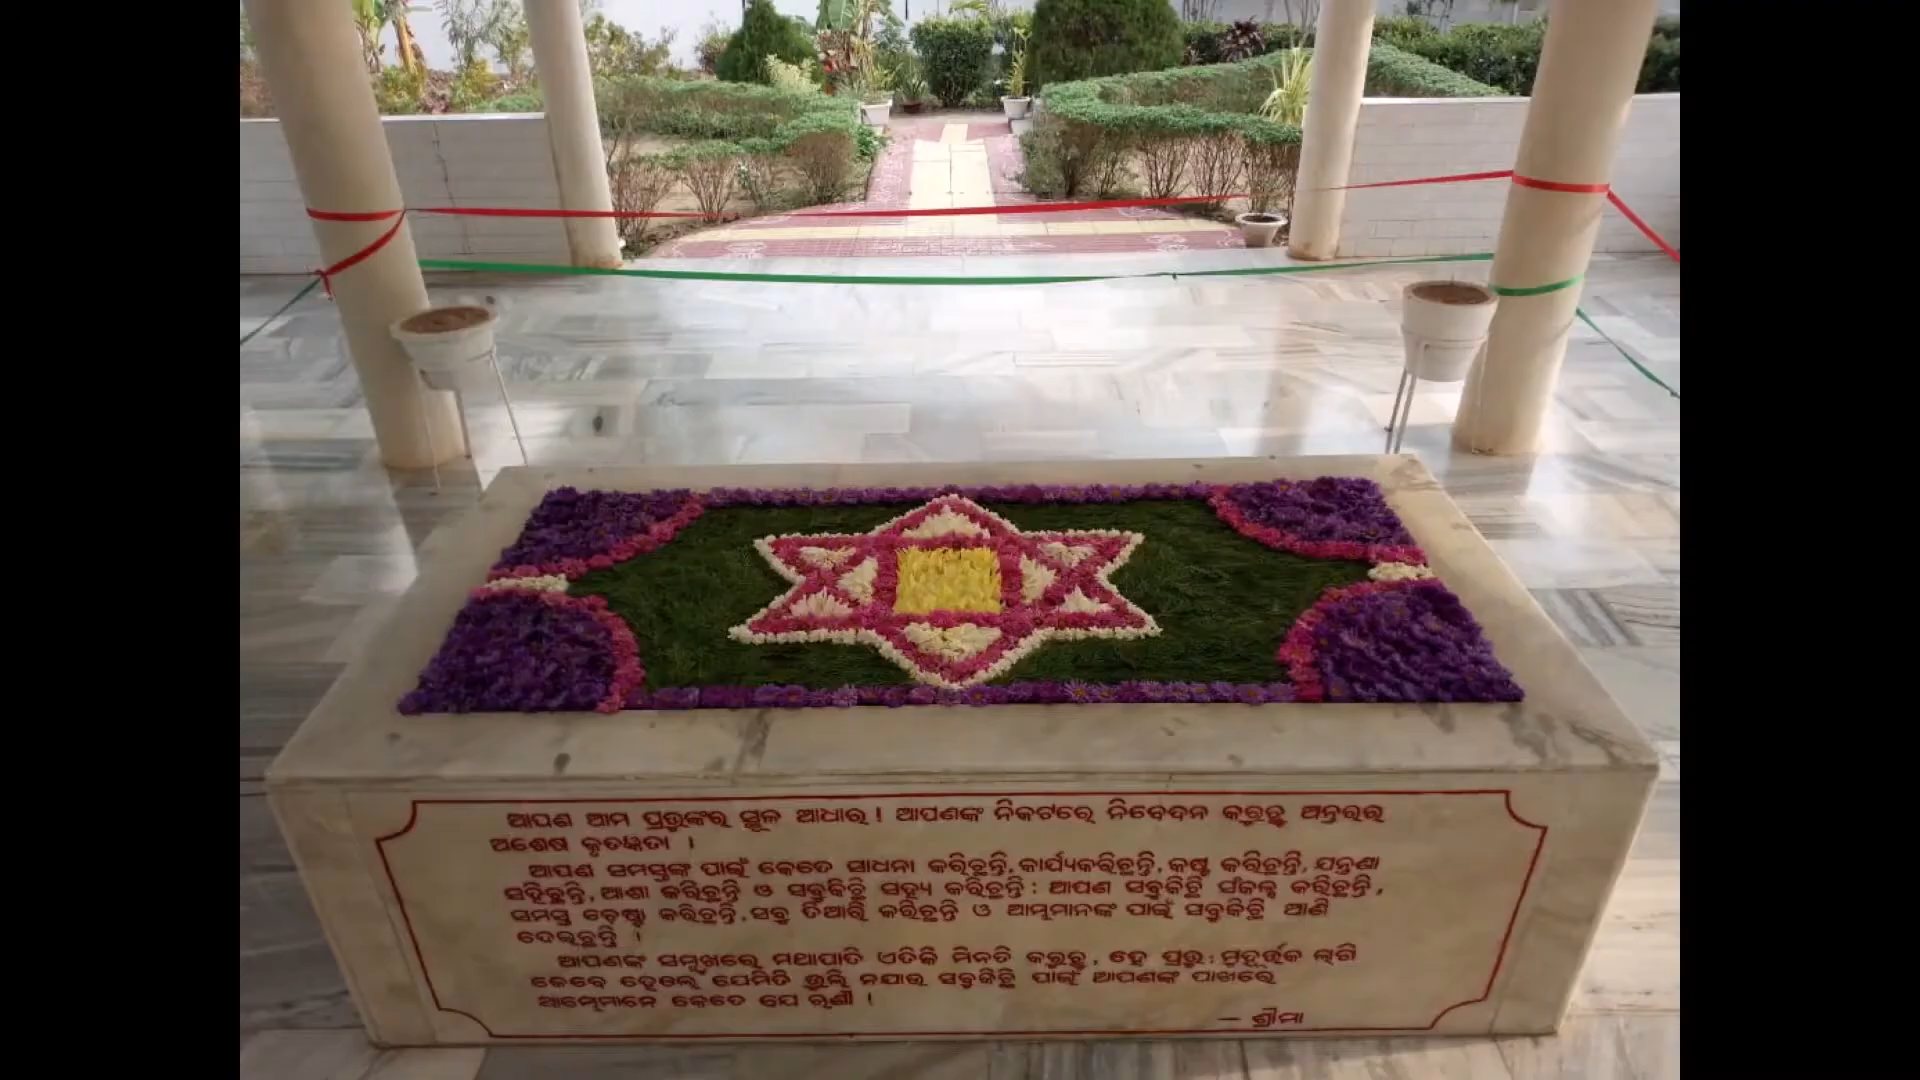 ଆପଣ ଆମ ପ୍ରଭୁଙ୍କର ସ୍ଥୂଳ ଆଧାର ! ଆପଣଙ୍କ ନିକଟରେ ନିବେଦନ କରୁଛୁ ଅନ୍ତରର
ଅଶେଷ କୃତଜ୍ଞତା ।
ଆପଣ ସମସ୍ତଙ୍କ ପାଇଁ କେତେ ସାଧନା କରିଛନ୍ତି, କାର୍ଯ୍ୟକରିଛନ୍ତି, କଷ୍ଟ କରିଛନ୍ତି, ଯନ୍ତ୍ରଣା
ସହିଛନ୍ତି, ଆଶା କରିଛନ୍ତି ଓ ସବୁକିଛି ସହ୍ୟ କରିଛନ୍ତି : ଆପଣ ସବୁକିଛି ସଂକଳ୍ପ କରିଛନ୍ତି,
ସମସ୍ତ ଚେଷ୍ଟା କରିଛନ୍ତି, ସବୁ ତିଆରି କରିଛନ୍ତି ଓ ଆମ୍ଭମାନଙ୍କ ପାଇଁ ସବୁକିଛି ଆଣି
ଦେଇଛନ୍ତି ।
ଆପଣଙ୍କ ସମ୍ମୁଖରେ ମଥାପାତି ଏତିକି ମିନତି କରୁଛୁ, ହେ ପ୍ରଭୁ : ମୁହୂର୍ତ୍ତକ ଲାଗି
କେବେ ହେଲେ ଯେମିତି ଭୁଲି ନଯାଉ ସବୁକିଛି ପାଇଁ ଆପଣଙ୍କ ପାଖରେ
ଆମ୍ଭେମାନେ କେତେ ଯେ ଋଣୀ ।
— ଶ୍ରୀମା